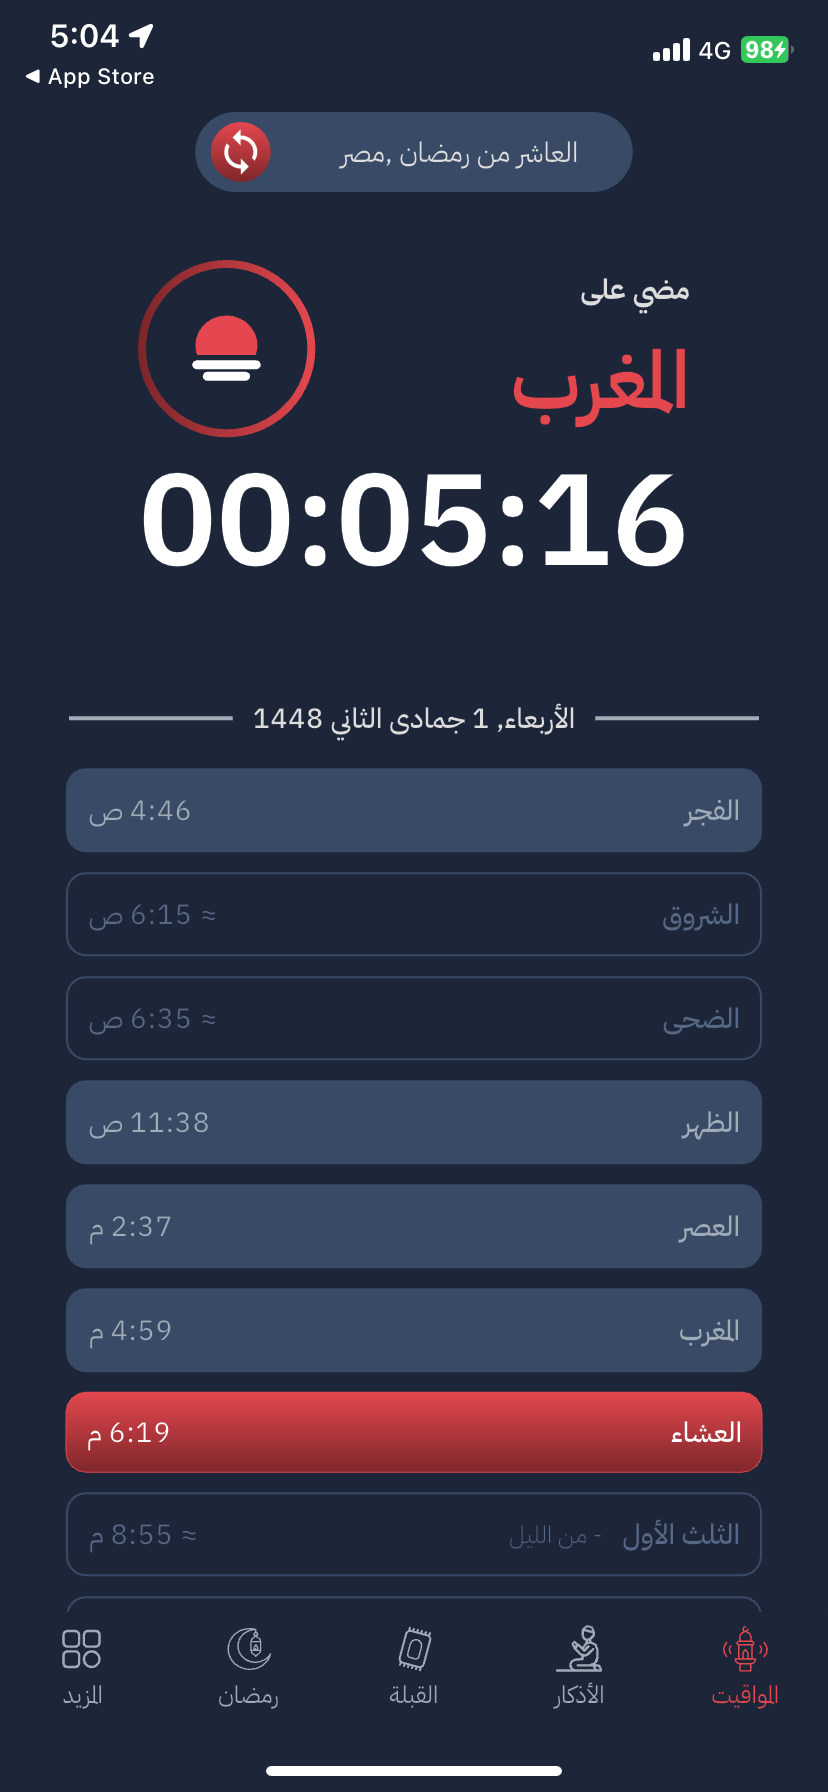 5:04
4G
98
◀ App Store
العاشر من رمضان ,مصر
مضي على
المغرب
00:05:16
الأربعاء, 1 جمادى الثاني 1448
الفجر 4:46 ص
الشروق ≈ 6:15 ص
الضحى ≈ 6:35 ص
الظهر 11:38 ص
العصر 2:37 م
المغرب 4:59 م
العشاء 6:19 م
الثلث الأول - من الليل ≈ 8:55 م
المواقيت
الأذكار
القبلة
رمضان
المزيد